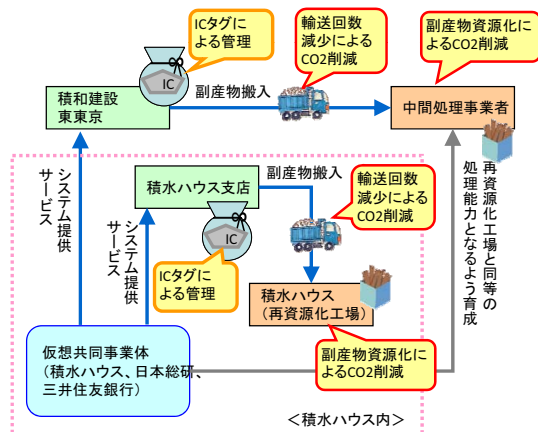 ICタグに
よる管理
輸送回数
減少による
CO2削減
副産物資源化
によるCO2削減
IC
積和建設
東東京
副産物搬入
中間処理事業者
システム提供
サービス
積水ハウス支店
副産物搬入
輸送回数
減少による
CO2削減
再資源化工場と同等の
処理能力となるよう育成
システム提供
サービス
IC
ICタグに
よる管理
積水ハウス
（再資源化工場）
仮想共同事業体
（積水ハウス、日本総研、
三井住友銀行）
副産物資源化に
よるCO2削減
＜積水ハウス内＞